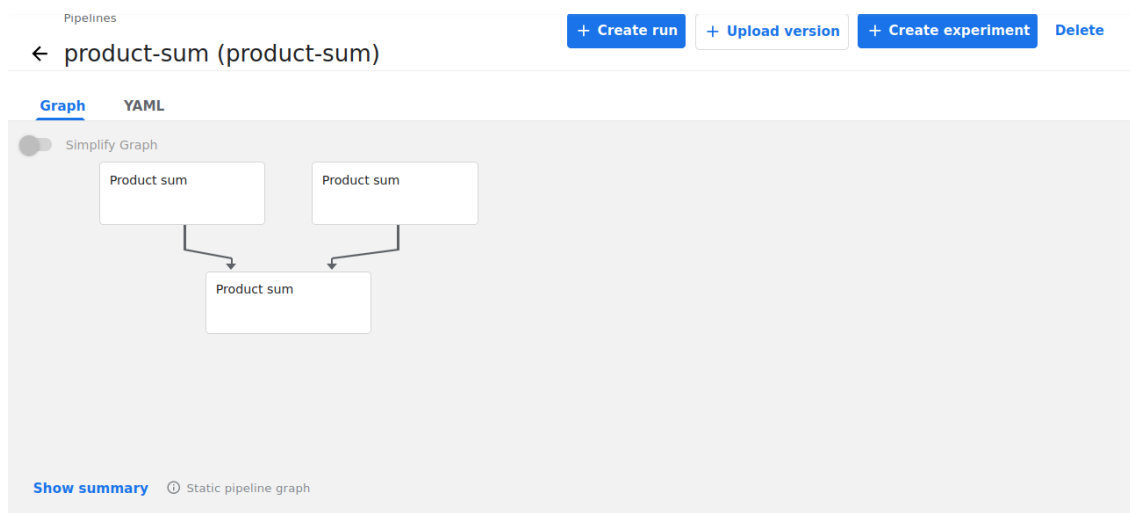 Pipelines
product-sum (product-sum)
+ Create run
+ Upload version
+ Create experiment
Delete
Graph
YAML
Simplify Graph
Product sum
Product sum
Product sum
Show summary
Static pipeline graph